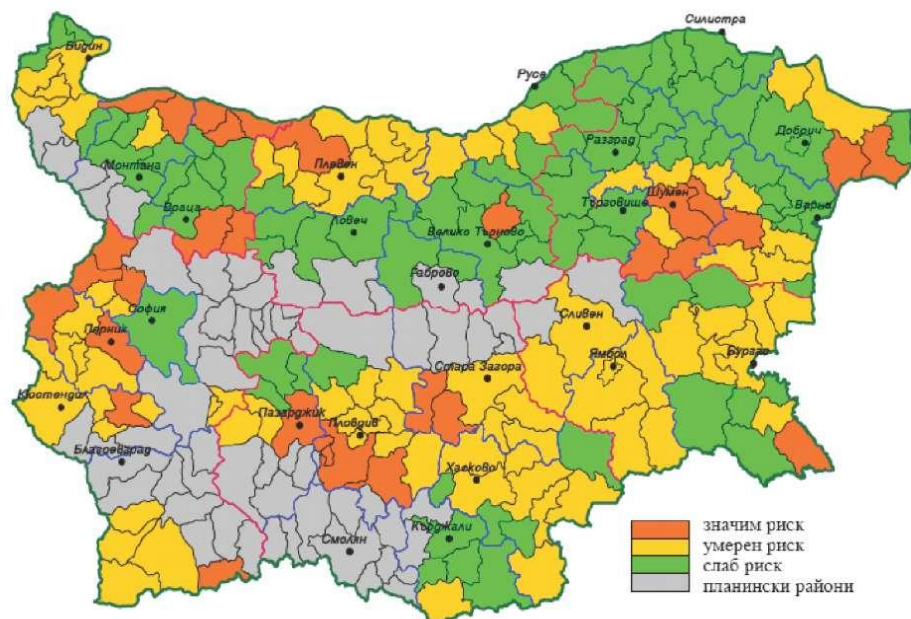 Силистра
Видин
Русе
Добрич
Разград
Монтана
Плевен
Шумен
Търговище
Варна
Враца
Ловеч
Велико Търново
Габрово
София
Сливен
Перник
Ямбол
Бургас
Стара Загора
Кюстендил
Пазарджик
Пловдив
Благоевград
Хасково
Кърджали
Смолян
значим риск
умерен риск
слаб риск
планински райони